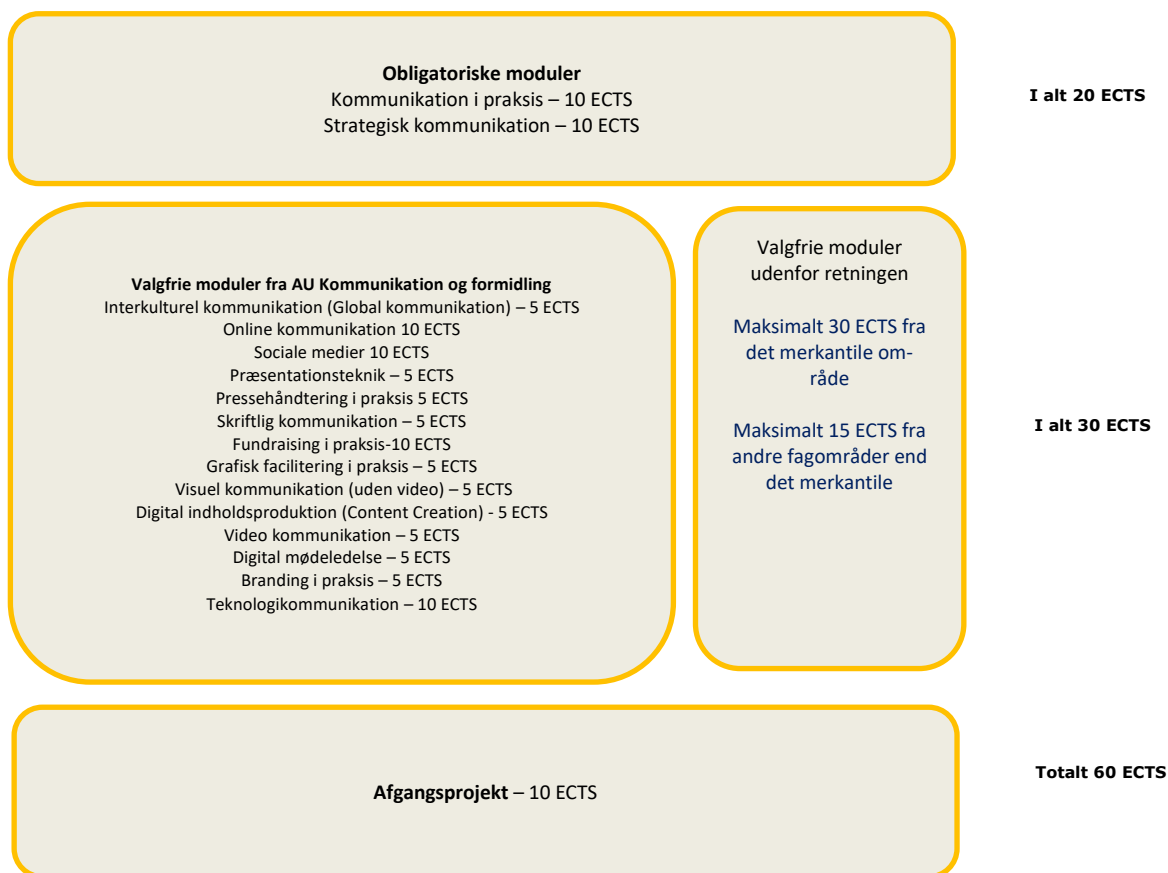 Obligatoriske moduler
Kommunikation i praksis – 10 ECTS
Strategisk kommunikation – 10 ECTS
I alt 20 ECTS
Valgfrie moduler fra AU Kommunikation og formidling
Interkulturel kommunikation (Global kommunikation) – 5 ECTS
Online kommunikation 10 ECTS
Sociale medier 10 ECTS
Præsentationsteknik – 5 ECTS
Pressehåndtering i praksis 5 ECTS
Skriftlig kommunikation – 5 ECTS
Fundraising i praksis-10 ECTS
Grafisk facilitering i praksis – 5 ECTS
Visuel kommunikation (uden video) – 5 ECTS
Digital indholdsproduktion (Content Creation) - 5 ECTS
Video kommunikation – 5 ECTS
Digital mødeledelse – 5 ECTS
Branding i praksis – 5 ECTS
Teknologikommunikation – 10 ECTS
Valgfrie moduler
udenfor retningen
Maksimalt 30 ECTS fra
det merkantile om-
råde
Maksimalt 15 ECTS fra
andre fagområder end
det merkantile
I alt 30 ECTS
Afgangsprojekt – 10 ECTS
Totalt 60 ECTS